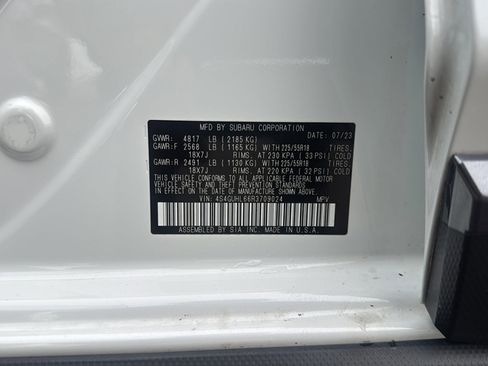 MFD BY SUBARU CORPORATION DATE: 07/23
GVWR: 4817 LB ( 2185 KG)
GAWR:F 2568 LB ( 1165 KG) WITH 225/55R18 TIRES.
18X7J RIMS. AT 230 KPA ( 33 PSI) COLD
GAWR:R 2491 LB ( 1130 KG) WITH 225/55R18 TIRES.
18X7J RIMS. AT 220 KPA ( 32 PSI) COLD
THIS VEHICLE CONFORMS TO ALL APPLICABLE
FEDERAL MOTOR VEHICLE SAFETY AND
THEFT PREVENTION STANDARDS IN EFFECT ON
THE DATE OF MANUFACTURE SHOWN ABOVE.
VIN: 4S4GUHL66R3709024 MPV
ASSEMBLED BY SIA INC. MADE IN U.S.A.